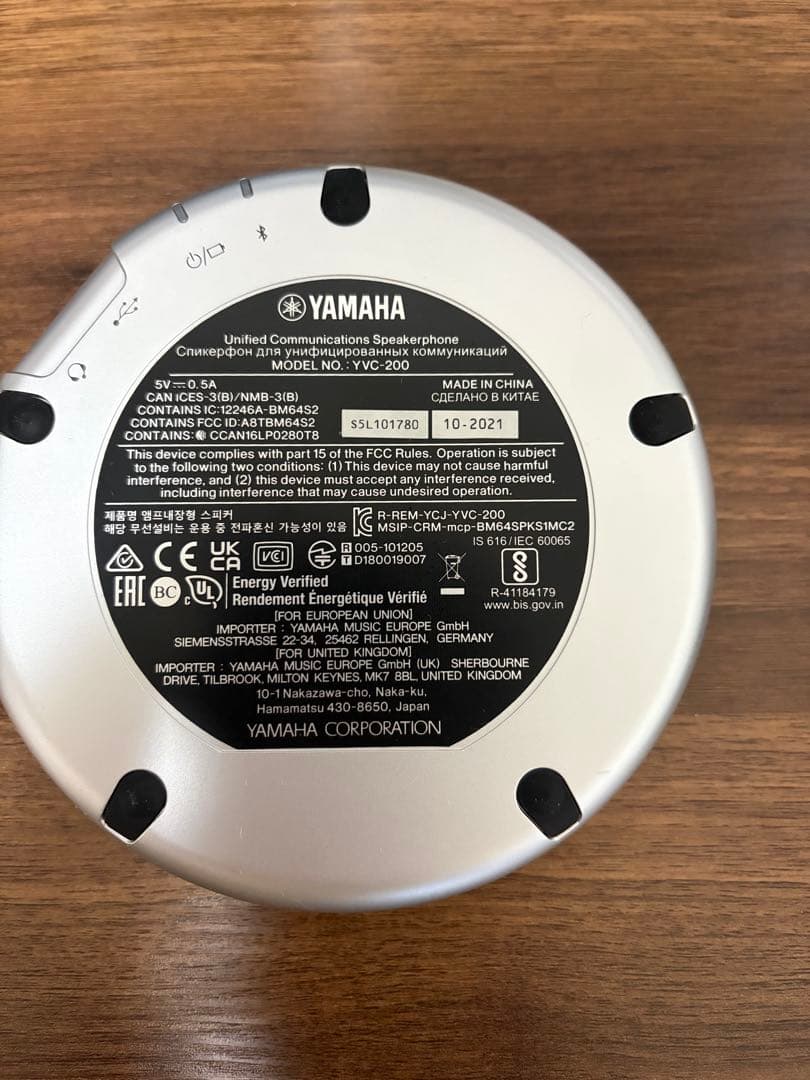 YAMAHA
Unified Communications Speakerphone
Спикерфон для унифицированных коммуникаций
MODEL NO. : YVC-200
5V⎓0.5A
MADE IN CHINA
CAN ICES-3(B)/NMB-3(B)
СДЕЛАНО В КИТАЕ
CONTAINS IC:12246A-BM64S2
CONTAINS FCC ID:A8TBM64S2
S5L101780
10-2021
CONTAINS: CCAN16LP0280T8
This device complies with part 15 of the FCC Rules. Operation is subject
to the following two conditions: (1) This device may not cause harmful
interference, and (2) this device must accept any interference received,
including interference that may cause undesired operation.
제품명 앰프내장형 스피커
해당 무선설비는 운용 중 전파혼신 가능성이 있음
R-REM-YCJ-YVC-200
MSIP-CRM-mcp-BM64SPKS1MC2
IS 616/IEC 60065
CE UK CA VCI
R 005-101205
T D180019007
R-41184179
www.bis.gov.in
EAC BC c UL
Energy Verified
Rendement Énergétique Vérifié
[FOR EUROPEAN UNION]
IMPORTER : YAMAHA MUSIC EUROPE GmbH
SIEMENSSTRASSE 22-34, 25462 RELLINGEN, GERMANY
[FOR UNITED KINGDOM]
IMPORTER : YAMAHA MUSIC EUROPE GmbH (UK) SHERBOURNE
DRIVE, TILBROOK, MILTON KEYNES, MK7 8BL, UNITED KINGDOM
10-1 Nakazawa-cho, Naka-ku,
Hamamatsu 430-8650, Japan
YAMAHA CORPORATION